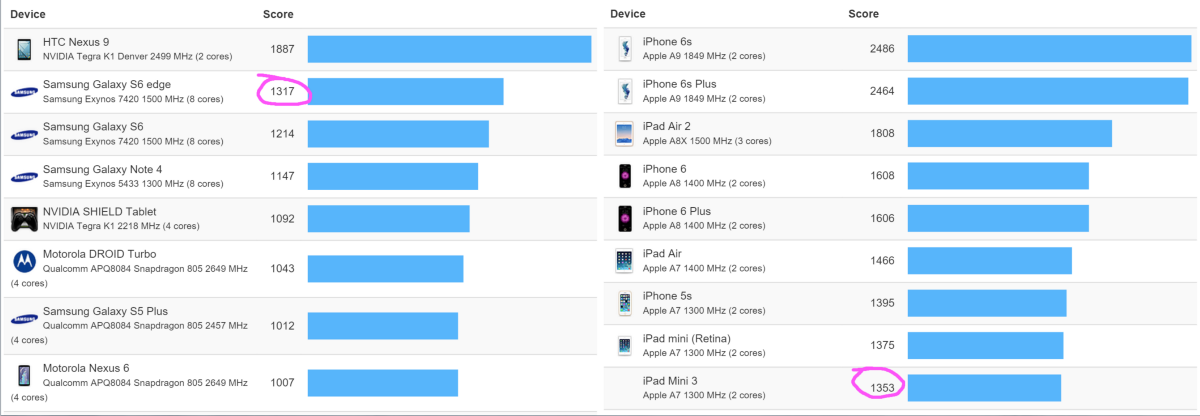 Device Score
HTC Nexus 9
NVIDIA Tegra K1 Denver 2499 MHz (2 cores)
1887
Samsung Galaxy S6 edge
Samsung Exynos 7420 1500 MHz (8 cores)
1317
Samsung Galaxy S6
Samsung Exynos 7420 1500 MHz (8 cores)
1214
Samsung Galaxy Note 4
Samsung Exynos 5433 1300 MHz (8 cores)
1147
NVIDIA SHIELD Tablet
NVIDIA Tegra K1 2218 MHz (4 cores)
1092
Motorola DROID Turbo
Qualcomm APQ8084 Snapdragon 805 2649 MHz
(4 cores)
1043
Samsung Galaxy S5 Plus
Qualcomm APQ8084 Snapdragon 805 2457 MHz
(4 cores)
1012
Motorola Nexus 6
Qualcomm APQ8084 Snapdragon 805 2649 MHz
(4 cores)
1007
SAMSUNG
SAMSUNG
SAMSUNG
SAMSUNG
Device Score
iPhone 6s
Apple A9 1849 MHz (2 cores)
2486
iPhone 6s Plus
Apple A9 1849 MHz (2 cores)
2464
iPad Air 2
Apple A8X 1500 MHz (3 cores)
1808
iPhone 6
Apple A8 1400 MHz (2 cores)
1608
iPhone 6 Plus
Apple A8 1400 MHz (2 cores)
1606
iPad Air
Apple A7 1400 MHz (2 cores)
1466
iPhone 5s
Apple A7 1300 MHz (2 cores)
1395
iPad mini (Retina)
Apple A7 1300 MHz (2 cores)
1375
iPad Mini 3
Apple A7 1300 MHz (2 cores)
1353